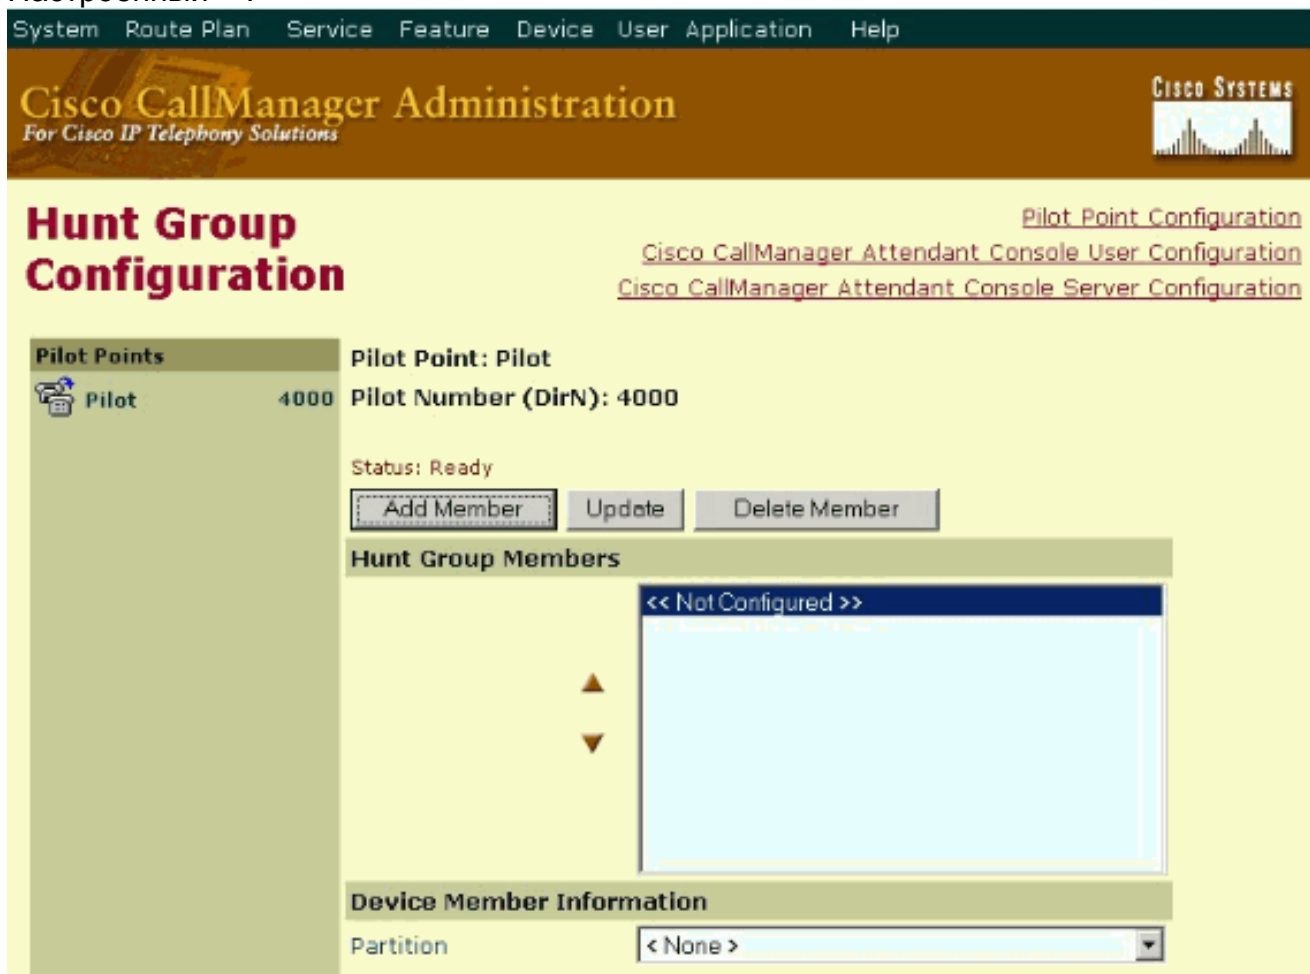 System Route Plan Service Feature Device User Application Help
Cisco CallManager Administration
For Cisco IP Telephony Solutions
CISCO SYSTEMS
Hunt Group
Configuration
Pilot Point Configuration
Cisco CallManager Attendant Console User Configuration
Cisco CallManager Attendant Console Server Configuration
Pilot Points
Pilot 4000
Pilot Point: Pilot
Pilot Number (DirN): 4000
Status: Ready
Add Member Update Delete Member
Hunt Group Members
<< Not Configured >>
Device Member Information
Partition < None >